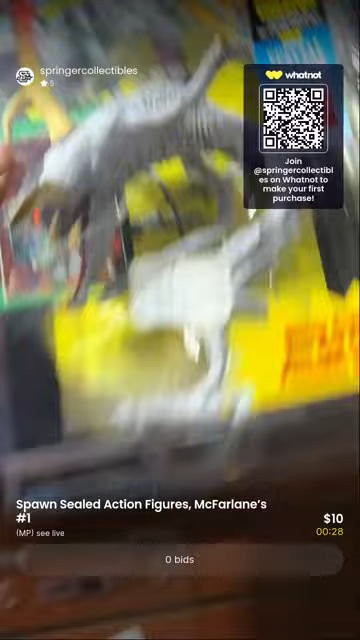 springercollectibles
★5
whatnot
Join
@springercollectibl
es on Whatnot to
make your first
purchase!
Spawn Sealed Action Figures, McFarlane's
#1
$10
(MP) see live
00:28
0 bids